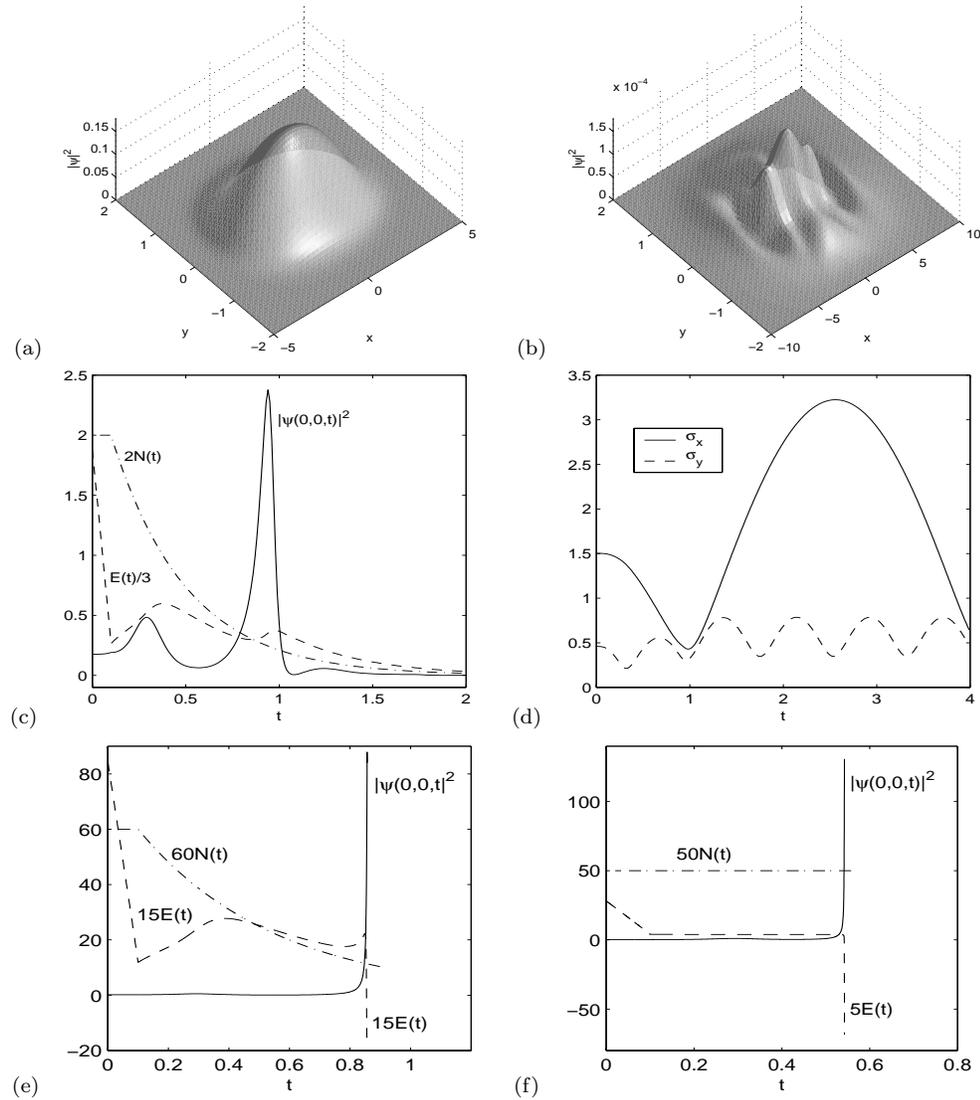 x 10⁻⁴
0.15
0.1
0.05
0
|ψ|²
2
1
0
−1
−2
y
−5
0
5
x
(a)
1.5
1
0.5
0
|ψ|²
2
1
0
−1
−2
y
−10
−5
0
5
10
x
(b)
2.5
2
1.5
1
0.5
0
|ψ(0,0,t)|²
2N(t)
E(t)/3
0
0.5
1
1.5
2
t
(c)
3.5
3
2.5
2
1.5
1
0.5
0
σx
σy
0
1
2
3
4
t
(d)
80
60
40
20
0
−20
|ψ(0,0,t|²
60N(t)
15E(t)
15E(t)
0
0.2
0.4
0.6
0.8
1
t
(e)
100
50
0
−50
|ψ(0,0,t)|²
50N(t)
5E(t)
0
0.2
0.4
0.6
0.8
t
(f)